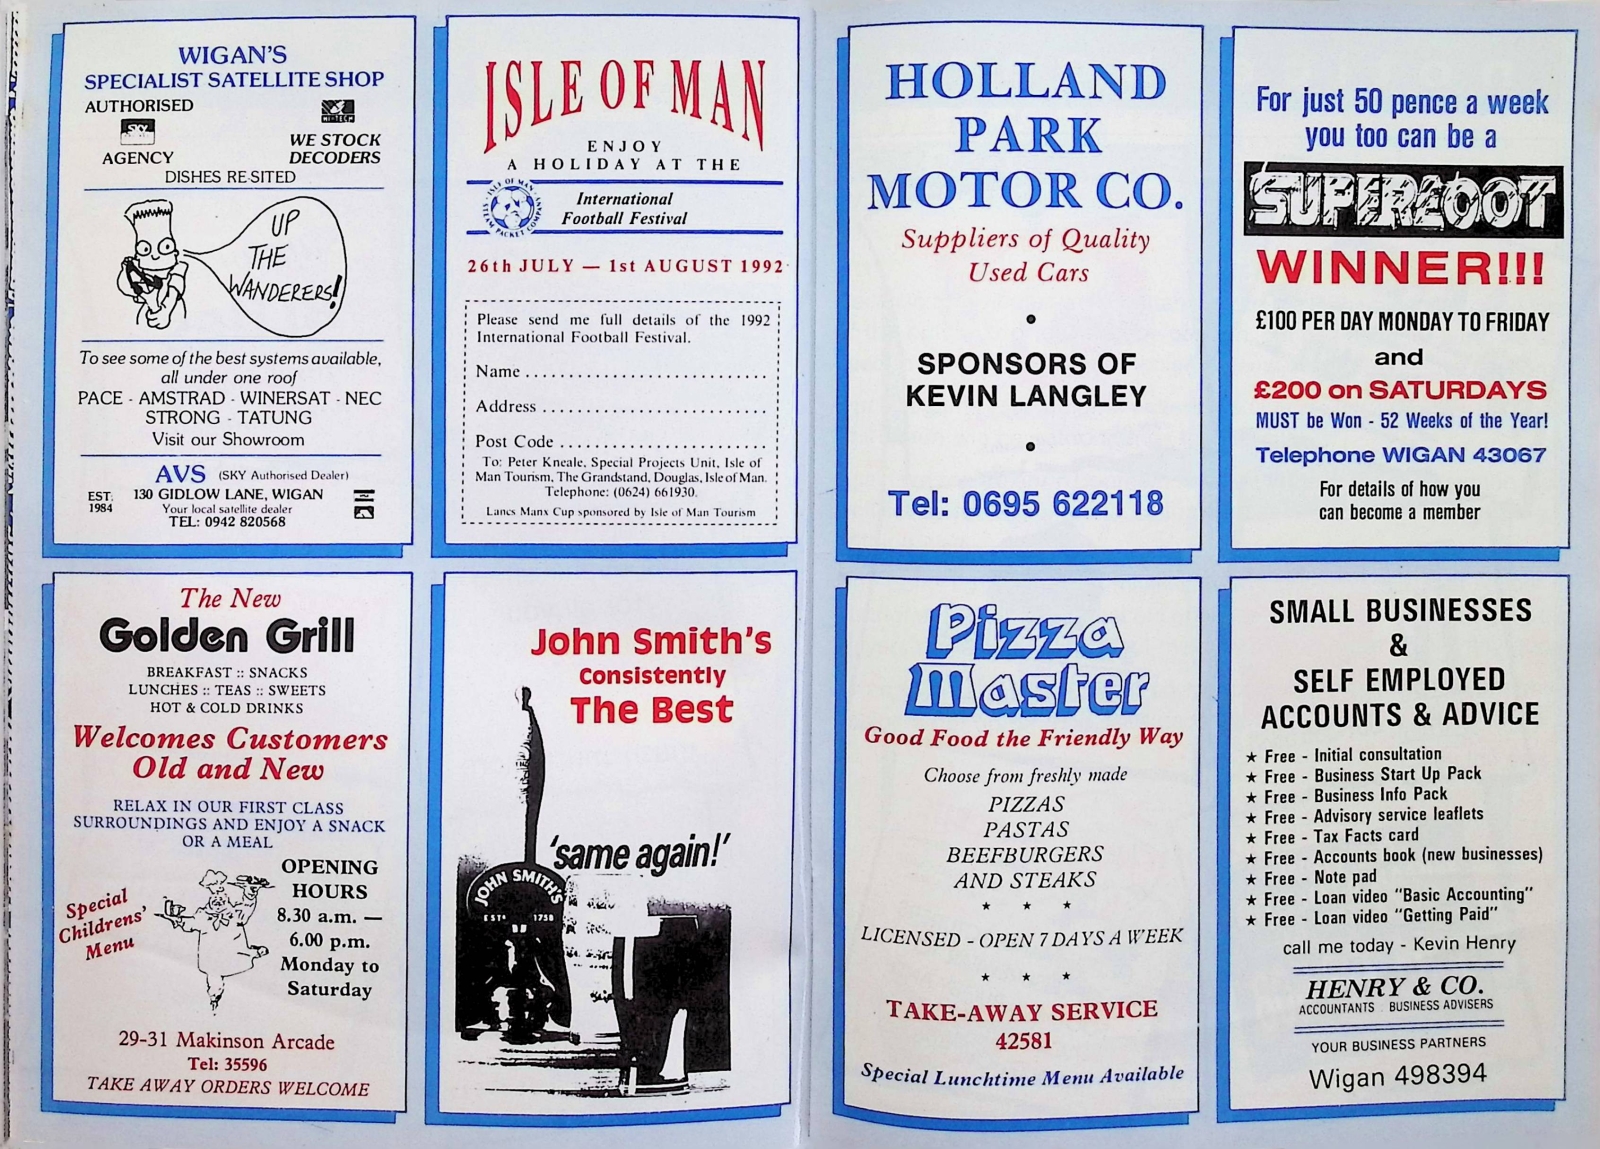 WIGAN'S
SPECIALIST SATELLITE SHOP
AUTHORISED
SKY
AGENCY
HI-TECH
WE STOCK
DECODERS
DISHES RE-SITED
UP
THE
WANDERERS!
To see some of the best systems available,
all under one roof
PACE - AMSTRAD - WINERSAT - NEC
STRONG - TATUNG
Visit our Showroom
AVS (SKY Authorised Dealer)
EST.
1984
130 GIDLOW LANE, WIGAN
Your local satellite dealer
TEL: 0942 820568
ISLE OF MAN
ENJOY
A HOLIDAY AT THE
ISLE OF MAN
STEAM PACKET COMPANY
International
Football Festival
26th JULY — 1st AUGUST 1992
Please send me full details of the 1992
International Football Festival.
Name
Address
Post Code
To: Peter Kneale, Special Projects Unit, Isle of
Man Tourism, The Grandstand, Douglas, Isle of Man.
Telephone: (0624) 661930.
Lancs Manx Cup sponsored by Isle of Man Tourism
HOLLAND
PARK
MOTOR CO.
Suppliers of Quality
Used Cars
•
SPONSORS OF
KEVIN LANGLEY
•
Tel: 0695 622118
For just 50 pence a week
you too can be a
SUPERLOOT
WINNER!!!
£100 PER DAY MONDAY TO FRIDAY
and
£200 on SATURDAYS
MUST be Won - 52 Weeks of the Year!
Telephone WIGAN 43067
For details of how you
can become a member
The New
Golden Grill
BREAKFAST :: SNACKS
LUNCHES :: TEAS :: SWEETS
HOT & COLD DRINKS
Welcomes Customers
Old and New
RELAX IN OUR FIRST CLASS
SURROUNDINGS AND ENJOY A SNACK
OR A MEAL
Special
Childrens'
Menu
OPENING
HOURS
8.30 a.m. —
6.00 p.m.
Monday to
Saturday
29-31 Makinson Arcade
Tel: 35596
TAKE AWAY ORDERS WELCOME
John Smith's
Consistently
The Best
'same again!'
JOHN SMITH'S
ESTD 1758
Pizza
Master
Good Food the Friendly Way
Choose from freshly made
PIZZAS
PASTAS
BEEFBURGERS
AND STEAKS
★ ★ ★
LICENSED - OPEN 7 DAYS A WEEK
★ ★ ★
TAKE-AWAY SERVICE
42581
Special Lunchtime Menu Available
SMALL BUSINESSES
&
SELF EMPLOYED
ACCOUNTS & ADVICE
★ Free - Initial consultation
★ Free - Business Start Up Pack
★ Free - Business Info Pack
★ Free - Advisory service leaflets
★ Free - Tax Facts card
★ Free - Accounts book (new businesses)
★ Free - Note pad
★ Free - Loan video "Basic Accounting"
★ Free - Loan video "Getting Paid"
call me today - Kevin Henry
HENRY & CO.
ACCOUNTANTS . BUSINESS ADVISERS
YOUR BUSINESS PARTNERS
Wigan 498394